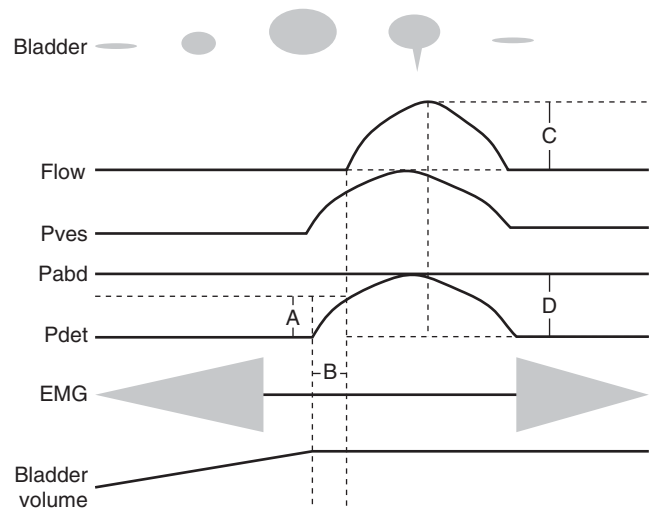 Bladder
C
Flow
Pves
Pabd
A
D
Pdet
B
EMG
Bladder
volume